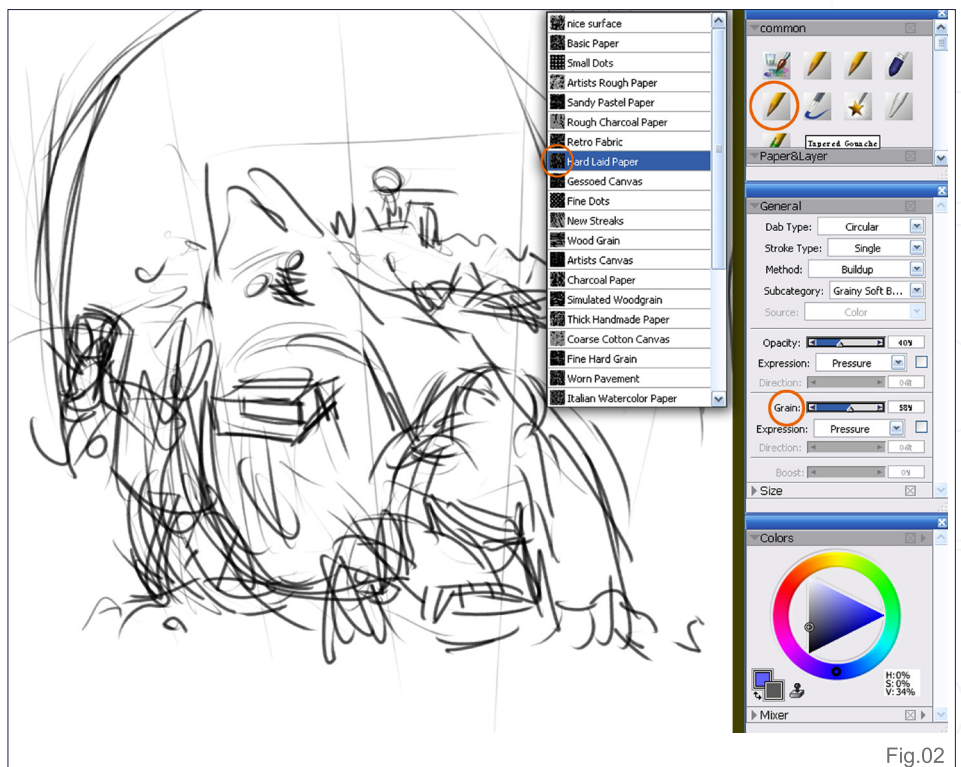 nice surface
Basic Paper
Small Dots
Artists Rough Paper
Sandy Pastel Paper
Rough Charcoal Paper
Retro Fabric
Hard Laid Paper
Gessoed Canvas
Fine Dots
New Streaks
Wood Grain
Artists Canvas
Charcoal Paper
Simulated Woodgrain
Thick Handmade Paper
Coarse Cotton Canvas
Fine Hard Grain
Worn Pavement
Italian Watercolor Paper
common
Tapered Gouache
Paper&Layer
General
Dab Type: Circular
Stroke Type: Single
Method: Buildup
Subcategory: Grainy Soft B...
Source: Color
Opacity: 40%
Expression: Pressure
Direction:
Grain: 58%
Expression: Pressure
Direction:
Boost: 0%
Size
Colors
H:0%
S:0%
V:34%
Mixer
Fig.02